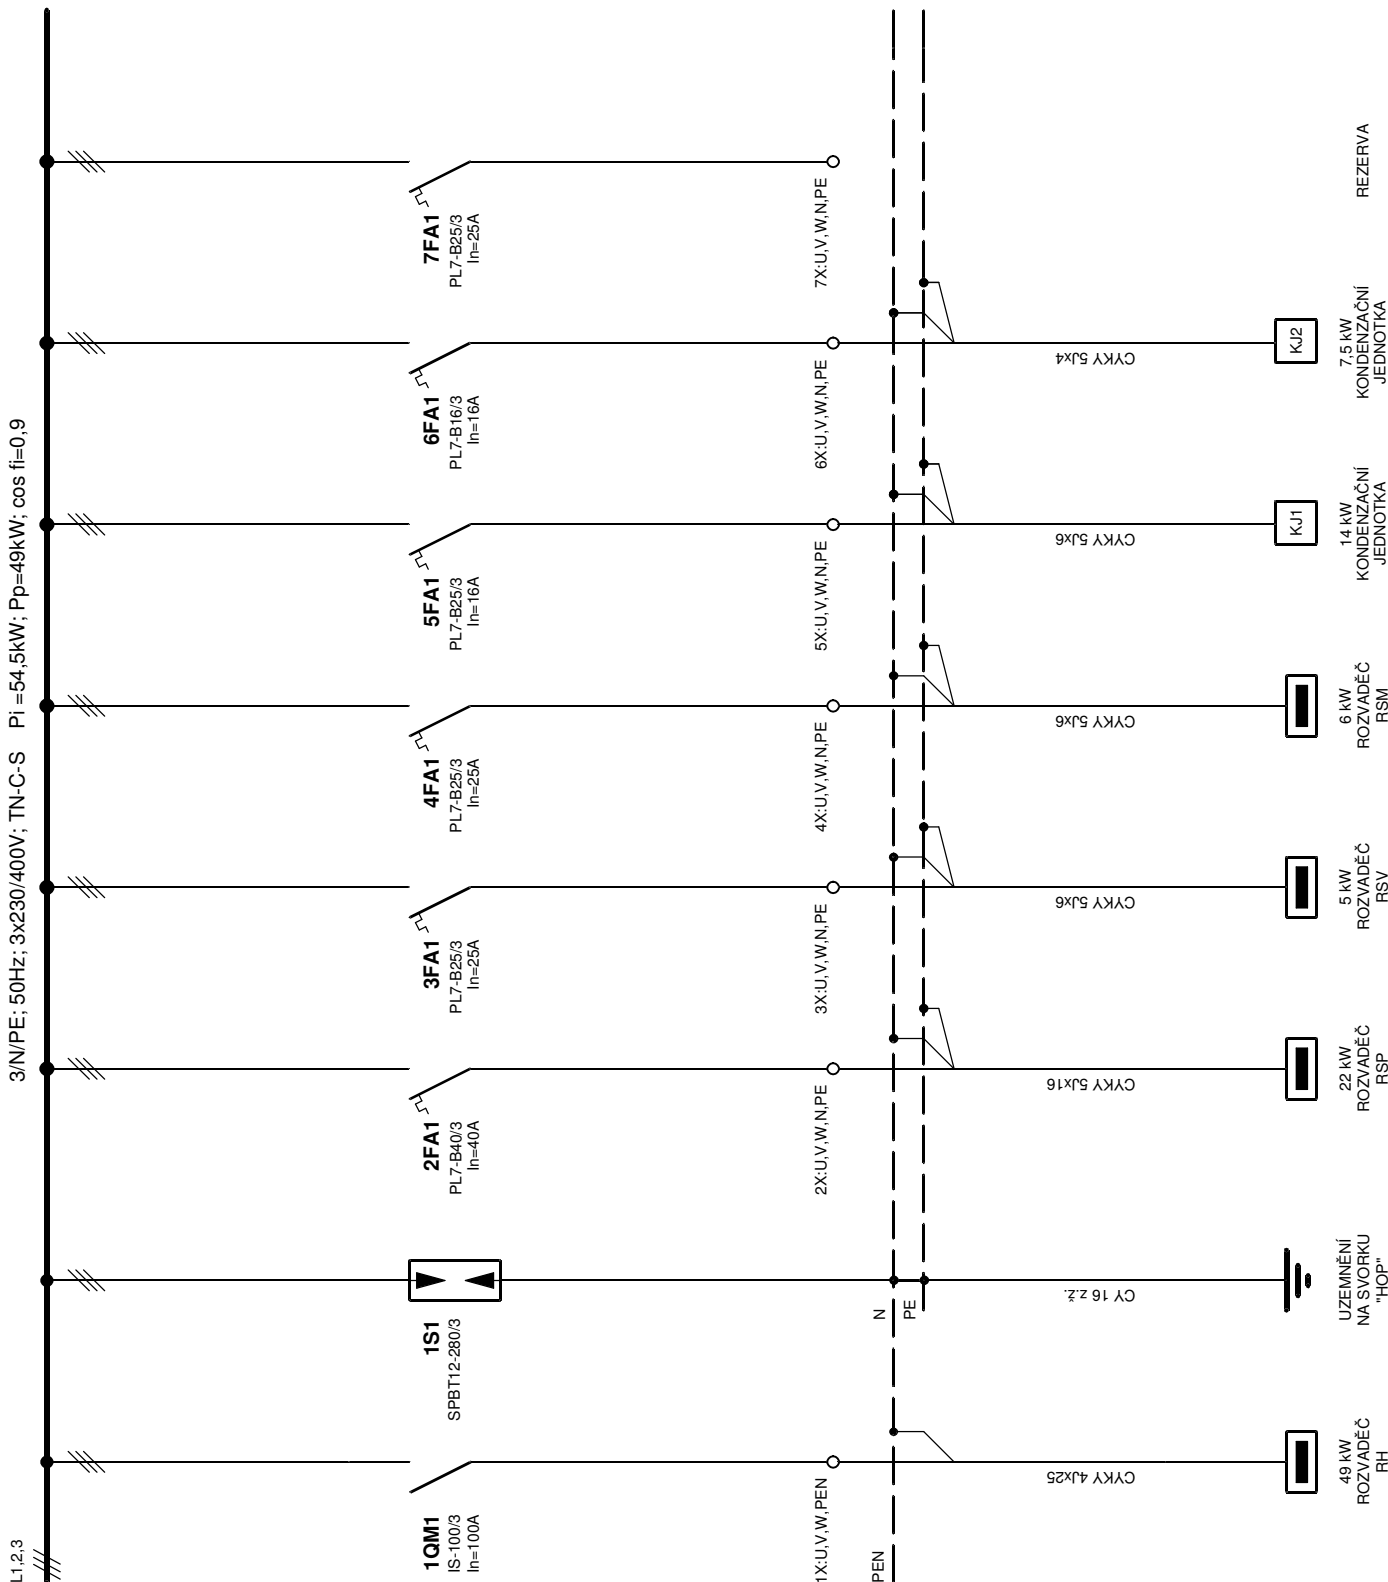 3/N/PE; 50Hz; 3x230/400V; TN-C-S Pi =54,5kW; Pp=49kW; cos fi=0,9
L1,2,3
1QM1
IS-100/3
In=100A
1X:U,V,W,PEN
PEN
CYKY 4Jx25
49 kW
ROZVADĚČ
RH
1S1
SPBT12-280/3
N
PE
CY 16 z.ž.
UZEMNĚNÍ
NA SVORKU
"HOP"
2FA1
PL7-B40/3
In=40A
2X:U,V,W,N,PE
CYKY 5Jx16
22 kW
ROZVADĚČ
RSP
3FA1
PL7-B25/3
In=25A
3X:U,V,W,N,PE
CYKY 5Jx6
5 kW
ROZVADĚČ
RSV
4FA1
PL7-B25/3
In=25A
4X:U,V,W,N,PE
CYKY 5Jx6
6 kW
ROZVADĚČ
RSM
5FA1
PL7-B25/3
In=16A
5X:U,V,W,N,PE
CYKY 5Jx6
KJ1
14 kW
KONDENZAČNÍ
JEDNOTKA
6FA1
PL7-B16/3
In=16A
6X:U,V,W,N,PE
CYKY 5Jx4
KJ2
7,5 kW
KONDENZAČNÍ
JEDNOTKA
7FA1
PL7-B25/3
In=25A
7X:U,V,W,N,PE
REZERVA